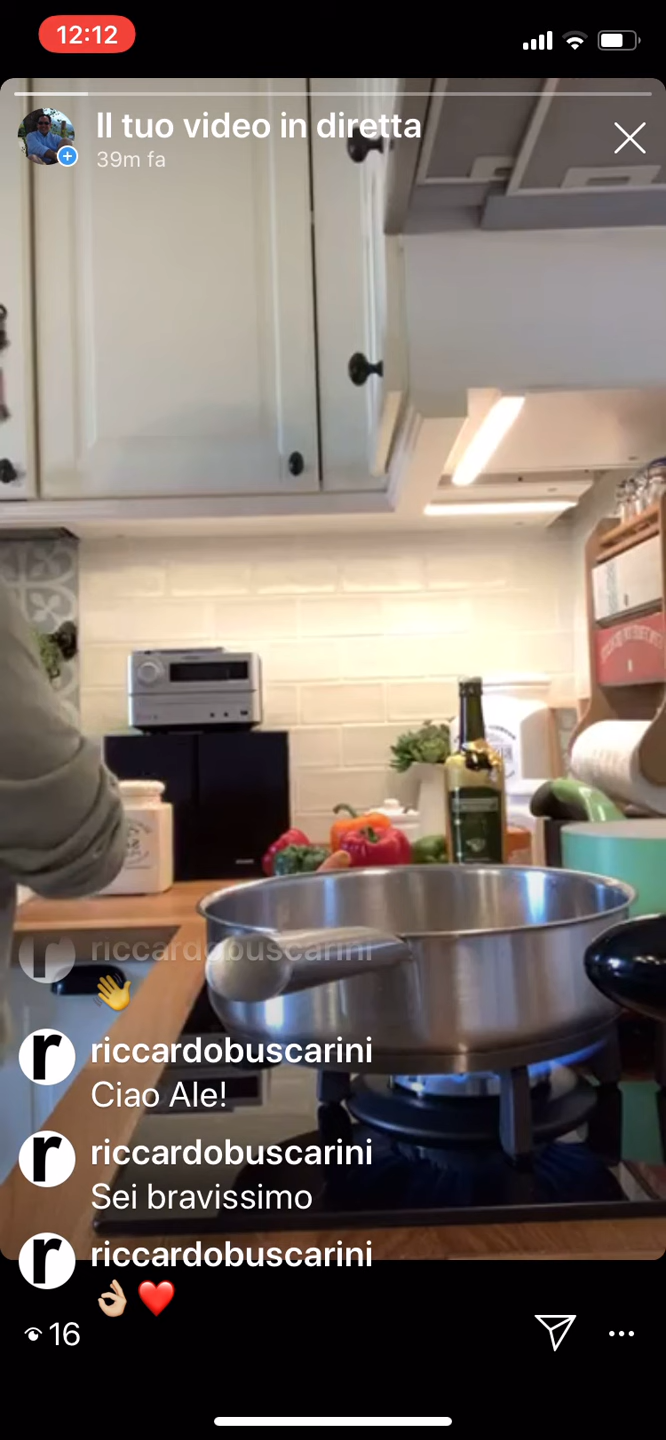 12:12
Il tuo video in diretta
39m fa
riccardobuscarini
👋
riccardobuscarini
Ciao Ale!
riccardobuscarini
Sei bravissimo
riccardobuscarini
👌🏼 ❤️
16